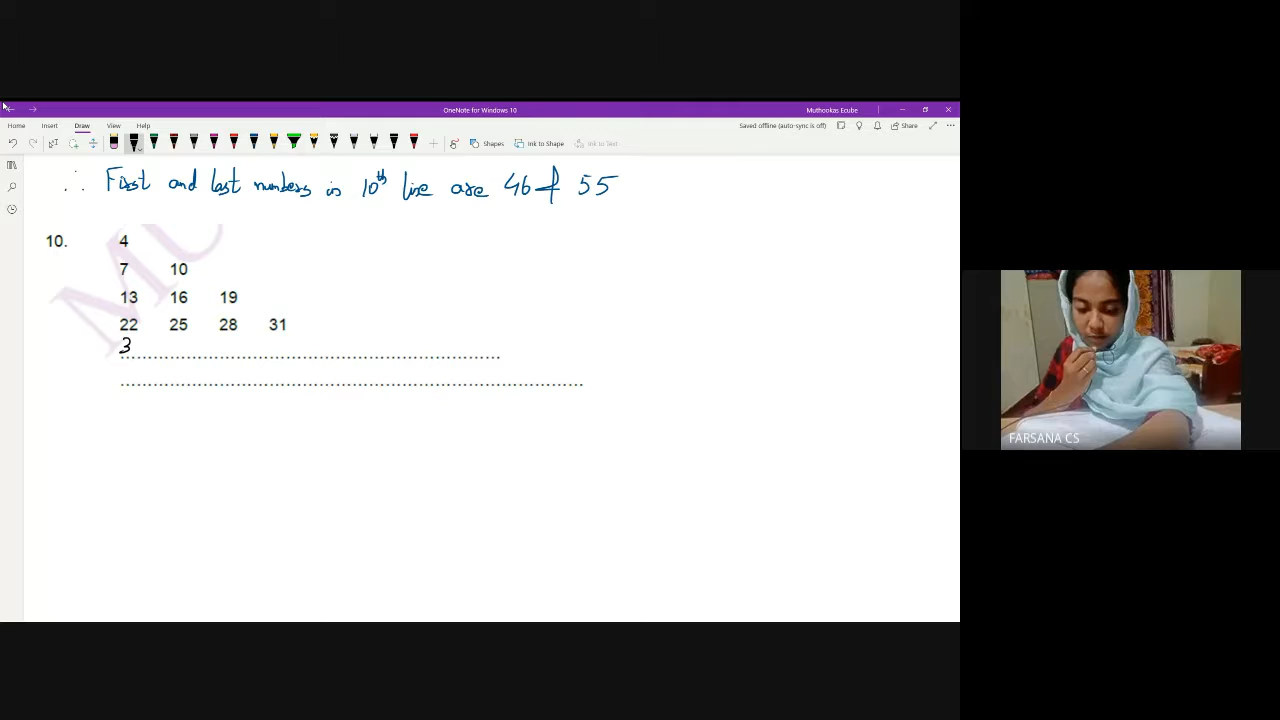 OneNote for Windows 10
Muthookas Ecube
Home Insert Draw View Help
Saved offline (auto-sync is off) Share
Shapes Ink to Shape Ink to Text
∴ First and last numbers in 10th line are 46 & 55
10. 4
7 10
13 16 19
22 25 28 31
3
................................................................
................................................................
MU
FARSANA CS